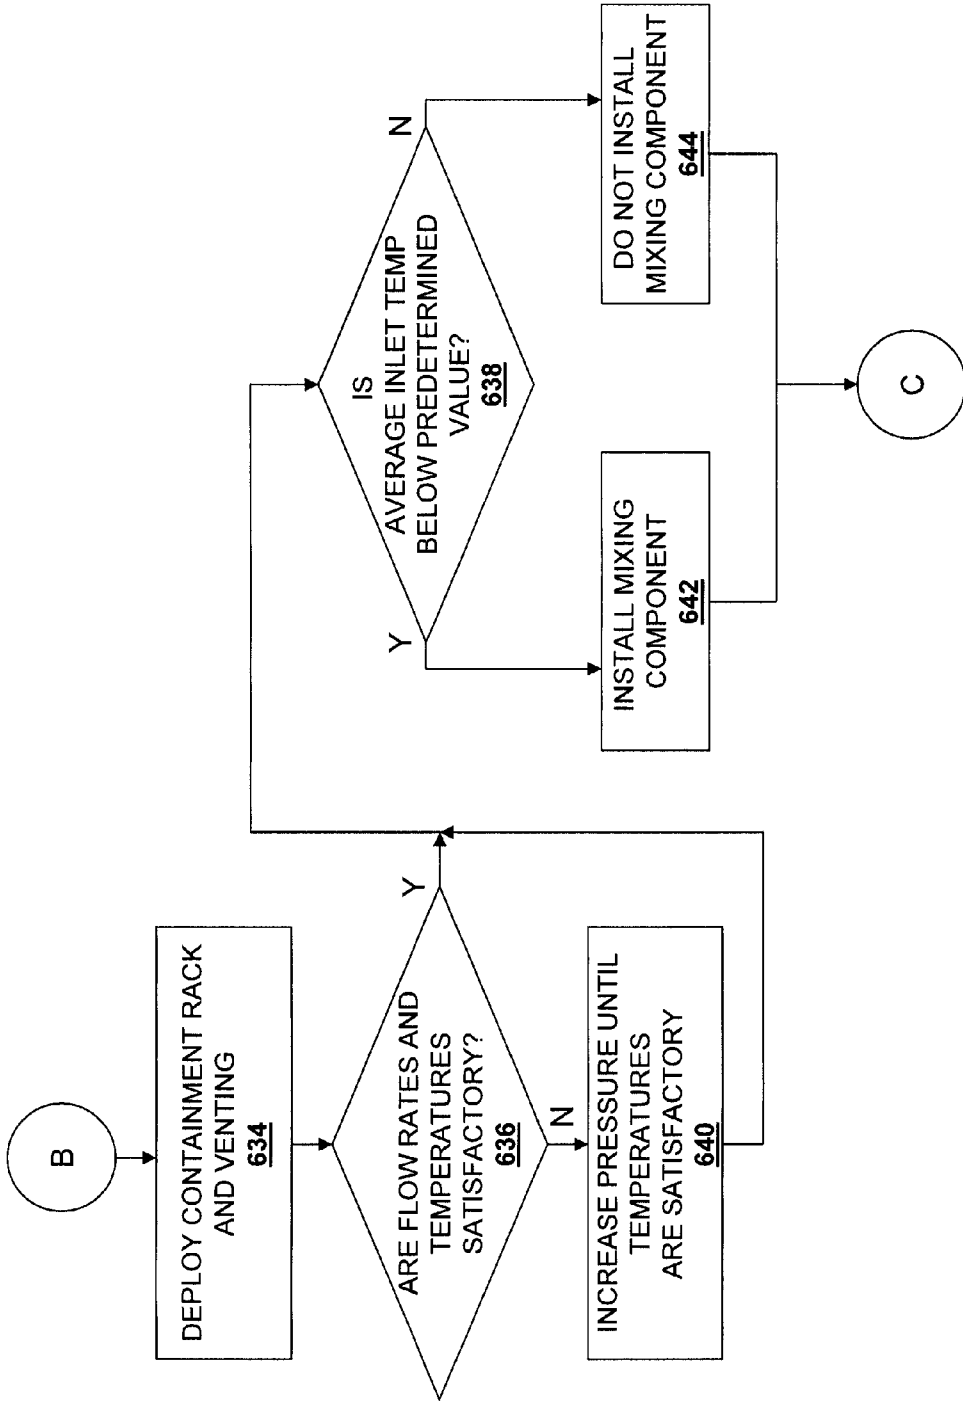 B
DEPLOY CONTAINMENT RACK
AND VENTING
634
ARE FLOW RATES AND
TEMPERATURES
SATISFACTORY?
636
Y
N
INCREASE PRESSURE UNTIL
TEMPERATURES
ARE SATISFACTORY
640
IS
AVERAGE INLET TEMP
BELOW PREDETERMINED
VALUE?
638
Y
N
INSTALL MIXING
COMPONENT
642
DO NOT INSTALL
MIXING COMPONENT
644
C